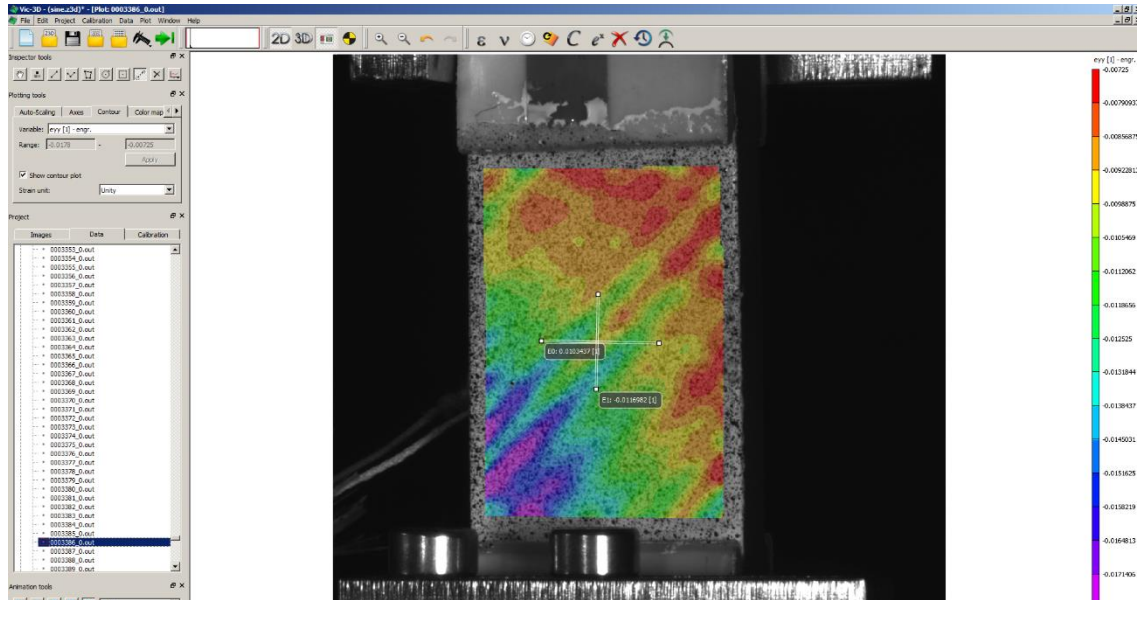 Vic-3D - (sine.z3d)* - [Plot: 0003386_0.out]
File Edit Project Calibration Data Plot Window Help
2D 3D
ε ν C
Inspector tools
Plotting tools
Auto-Scaling Axes Contour Color map
Variable: eyy [1] - engr.
Range: -0.0178 - -0.00725
Apply
Show contour plot
Strain unit: Unity
Project
Images Data Calibration
0003353_0.out
0003354_0.out
0003355_0.out
0003356_0.out
0003357_0.out
0003358_0.out
0003359_0.out
0003360_0.out
0003361_0.out
0003362_0.out
0003363_0.out
0003364_0.out
0003365_0.out
0003366_0.out
0003367_0.out
0003368_0.out
0003369_0.out
0003370_0.out
0003371_0.out
0003372_0.out
0003373_0.out
0003374_0.out
0003375_0.out
0003376_0.out
0003377_0.out
0003378_0.out
0003379_0.out
0003380_0.out
0003381_0.out
0003382_0.out
0003383_0.out
0003384_0.out
0003385_0.out
0003386_0.out
0003387_0.out
0003388_0.out
0003389_0.out
Animation tools
E0: 0.0103437 [1]
E1: -0.0116982 [1]
eyy [1] - engr.
-0.00725
-0.00856875
-0.0098875
-0.0105469
-0.0112062
-0.0118656
-0.012525
-0.0131844
-0.0138437
-0.0145031
-0.0151625
-0.0158219
-0.0164813
-0.0171406